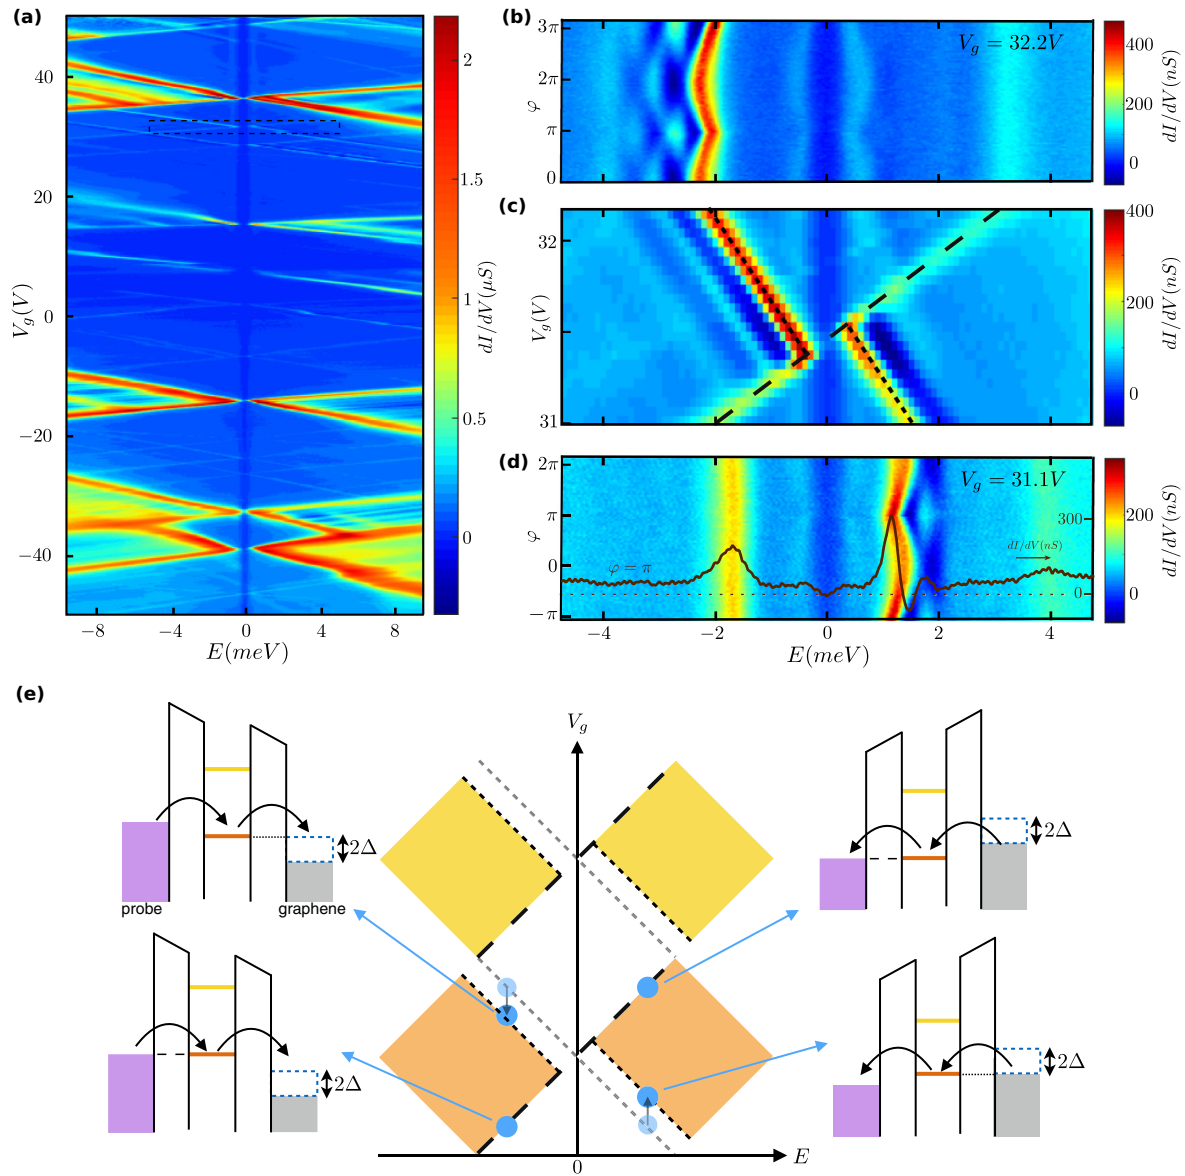 (a)
40
20
0
−20
−40
V_g(V)
−8
−4
0
4
8
E(meV)
2
1.5
1
0.5
0
dI/dV(μS)
(b)
3π
2π
π
0
φ
V_g = 32.2V
400
200
0
dI/dV (nS)
(c)
32
31
V_g(V)
400
200
0
dI/dV (nS)
(d)
2π
π
0
−π
φ
V_g = 31.1V
φ = π
300
dI/dV(nS)
0
−4
−2
0
2
4
E(meV)
200
0
dI/dV (nS)
(e)
V_g
2Δ
probe
graphene
2Δ
2Δ
2Δ
0
E